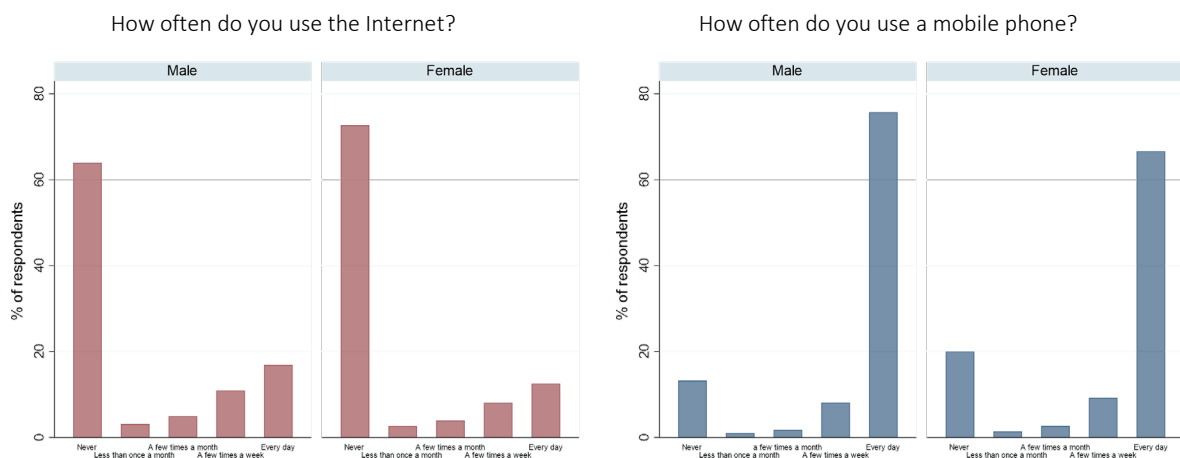 How often do you use the Internet?
Male
Female
% of respondents
80
60
40
20
0
Never
A few times a month
Every day
Less than once a month
A few times a week
Never
A few times a month
Every day
Less than once a month
A few times a week
How often do you use a mobile phone?
Male
Female
% of respondents
80
60
40
20
0
Never
a few times a month
Every day
Less than once a month
A few times a week
Never
A few times a month
Every day
Less than once a month
A few times a week